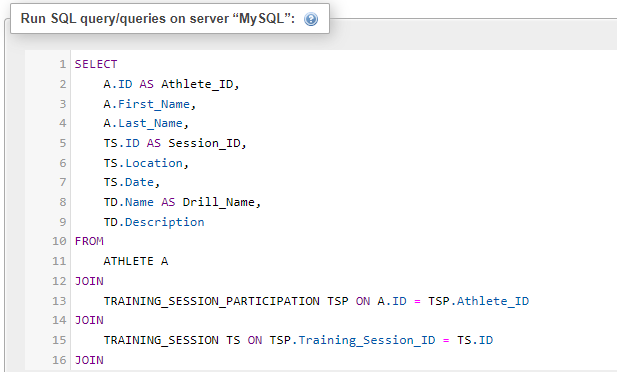 Run SQL query/queries on server “MySQL”:
1 SELECT
2 A.ID AS Athlete_ID,
3 A.First_Name,
4 A.Last_Name,
5 TS.ID AS Session_ID,
6 TS.Location,
7 TS.Date,
8 TD.Name AS Drill_Name,
9 TD.Description
10 FROM
11 ATHLETE A
12 JOIN
13 TRAINING_SESSION_PARTICIPATION TSP ON A.ID = TSP.Athlete_ID
14 JOIN
15 TRAINING_SESSION TS ON TSP.Training_Session_ID = TS.ID
16 JOIN